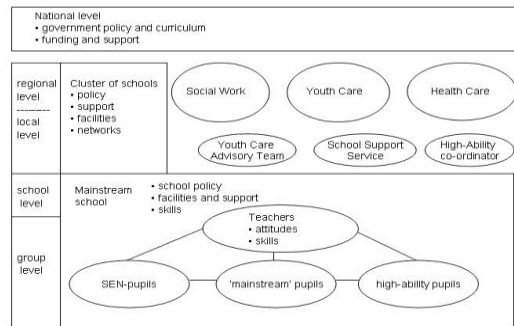 National level
• government policy and curriculum
• funding and support
regional
level
---------
local
level
Cluster of schools
• policy
• support
• facilities
• networks
Social Work
Youth Care
Health Care
Youth Care
Advisory Team
School Support
Service
High-Ability
co-ordinator
school
level
Mainstream
school
• school policy
• facilities and support
• skills
group
level
Teachers
• attitudes
• skills
SEN-pupils
'mainstream' pupils
high-ability pupils